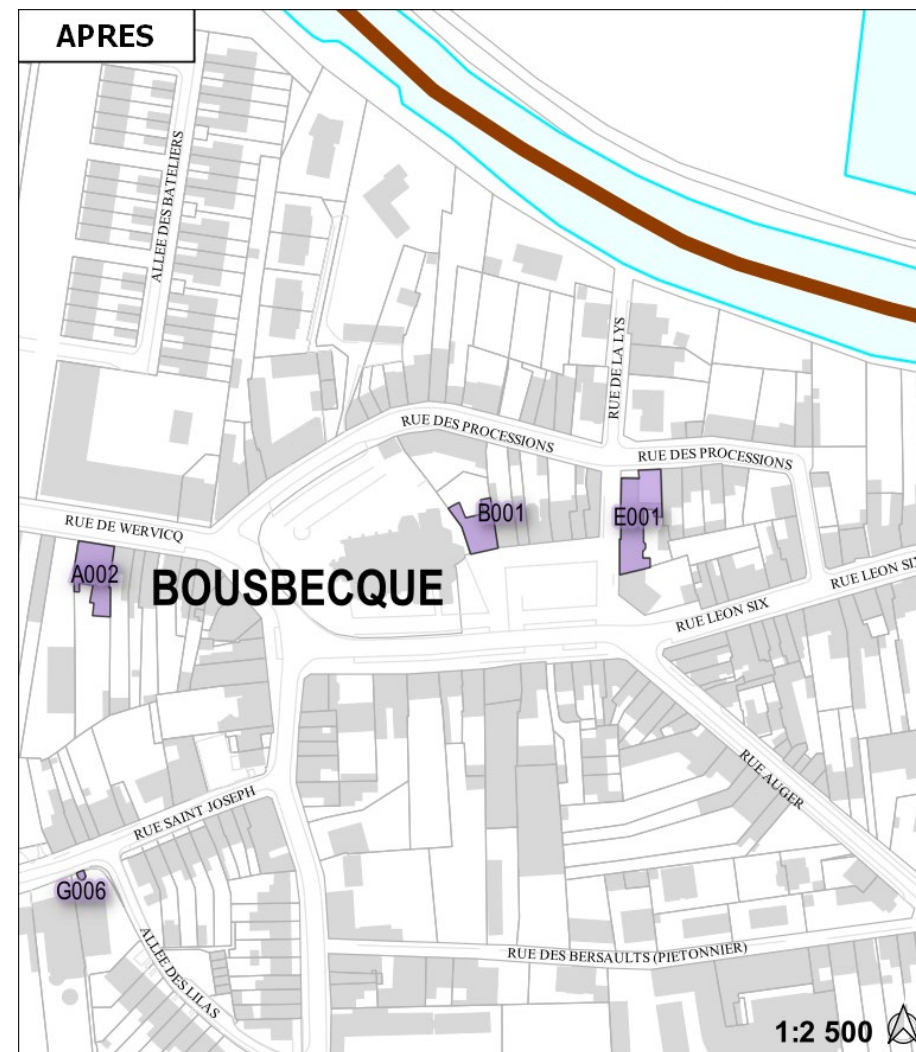 APRES
ALLEE DES BATELIERS
RUE DE LA LYS
RUE DES PROCESSIONS
RUE DES PROCESSIONS
B001
E001
RUE DE WERVICQ
A002
BOUSBECQUE
RUE LEON SIX
RUE LEON SIX
RUE AUGER
RUE SAINT JOSEPH
G006
ALLEE DES LILAS
RUE DES BERSAULTS (PIETONNIER)
1:2 500